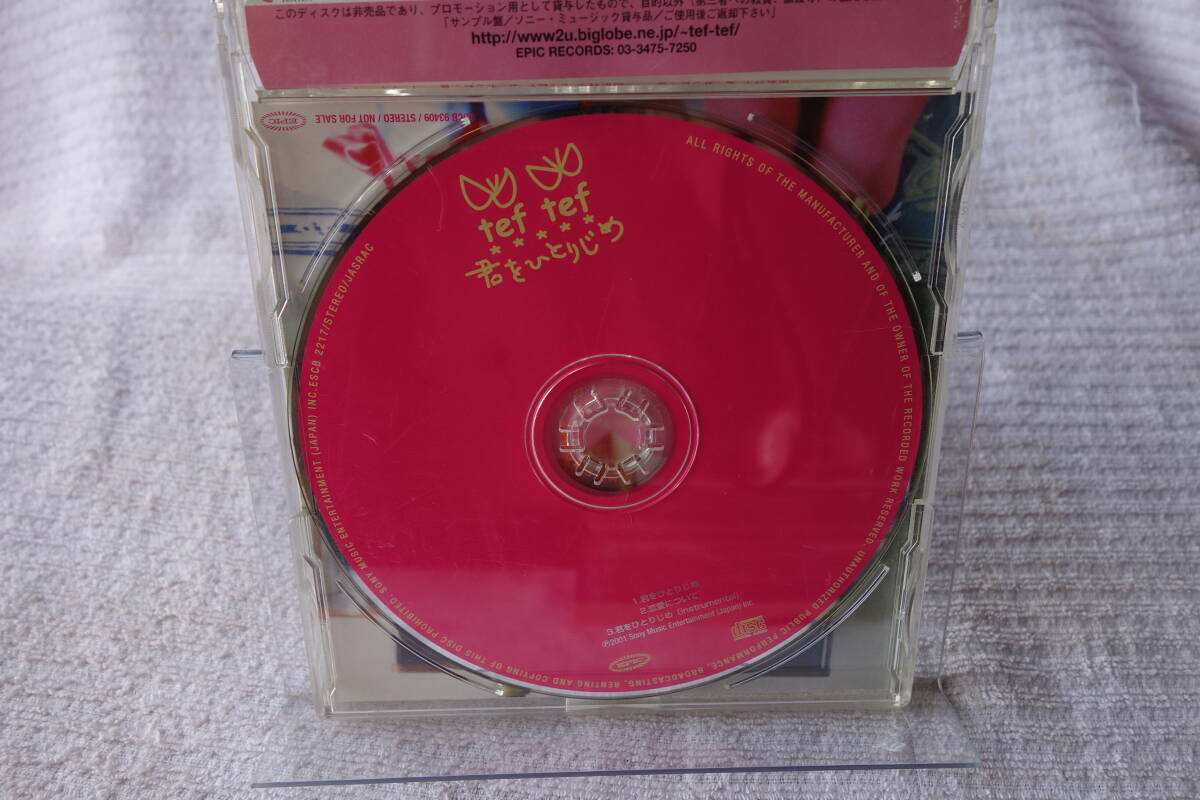 このディスクは非売品であり、プロモーション用として貸与したもので、目的以外
「サンプル盤/ソニー・ミュージック貸与品/ご使用後ご返却下さい」
http://www2u.biglobe.ne.jp/~tef-tef/
EPIC RECORDS: 03-3475-7250
EPIC
93409 / STEREO / NOT FOR SALE
tef tef
君をひとりじめ
ALL RIGHTS OF THE MANUFACTURER AND OF THE OWNER OF THE RECORDED WORK RESERVED. UNAUTHORIZED PUBLIC PERFORMANCE, BROADCASTING, RENTING AND COPYING OF THIS DISC PROHIBITED. SONY MUSIC ENTERTAINMENT (JAPAN) INC.ESCB 2217/STEREO/JASRAC
1.君をひとりじめ
2.恋愛について
3.君をひとりじめ (Instrumental)
℗2001 Sony Music Entertainment (Japan) Inc.
EPIC